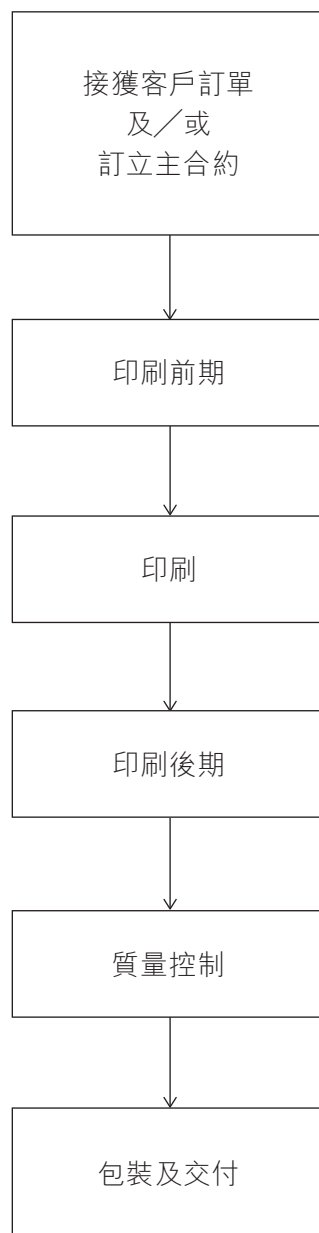 接獲客戶訂單
及／或
訂立主合約
印刷前期
印刷
印刷後期
質量控制
包裝及交付